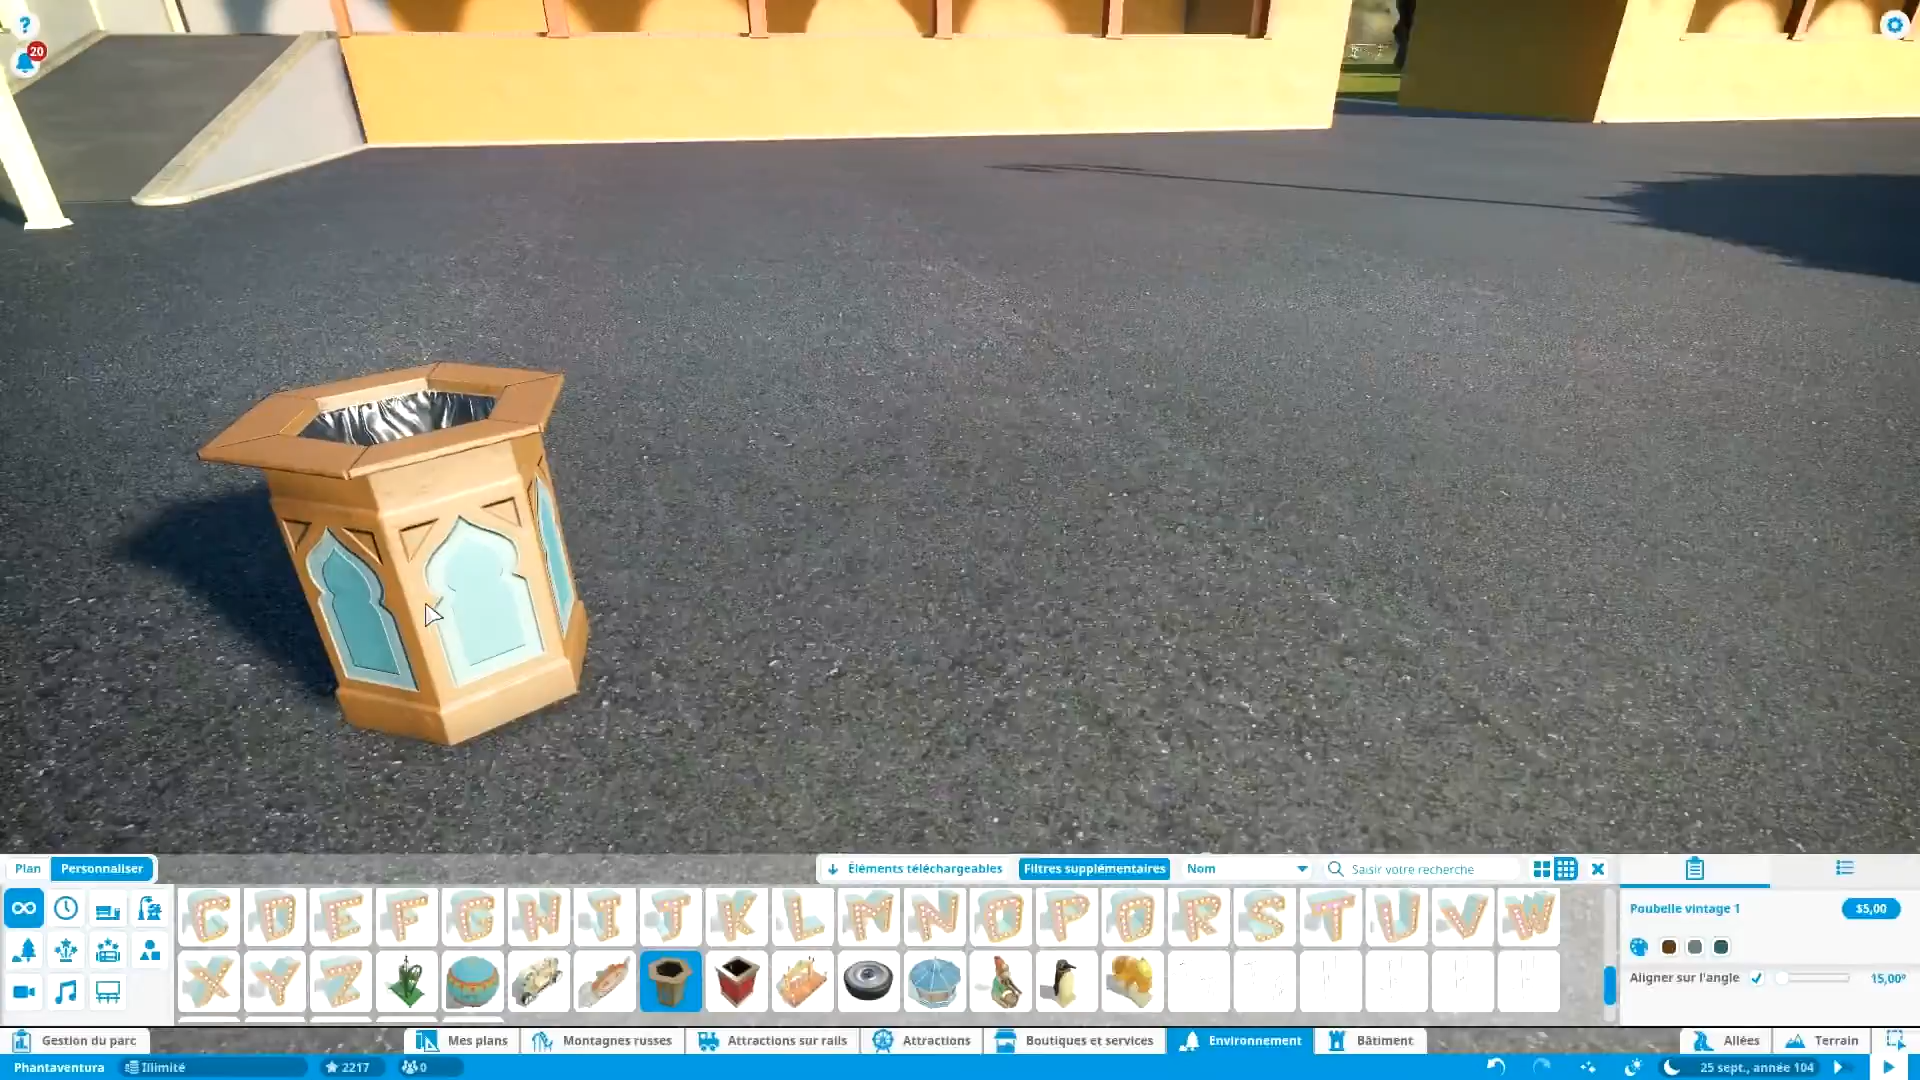 ?
20
Plan
Personnaliser
Éléments téléchargeables
Filtres supplémentaires
Nom
Saisir votre recherche
C D E F G H I J K L M N O P Q R S T U V W
X Y Z
Poubelle vintage 1
$5,00
Aligner sur l'angle
15,00°
Gestion du parc
Mes plans
Montagnes russes
Attractions sur rails
Attractions
Boutiques et services
Environnement
Bâtiment
Allées
Terrain
Phantaventura
Illimité
2217
0
25 sept., année 104